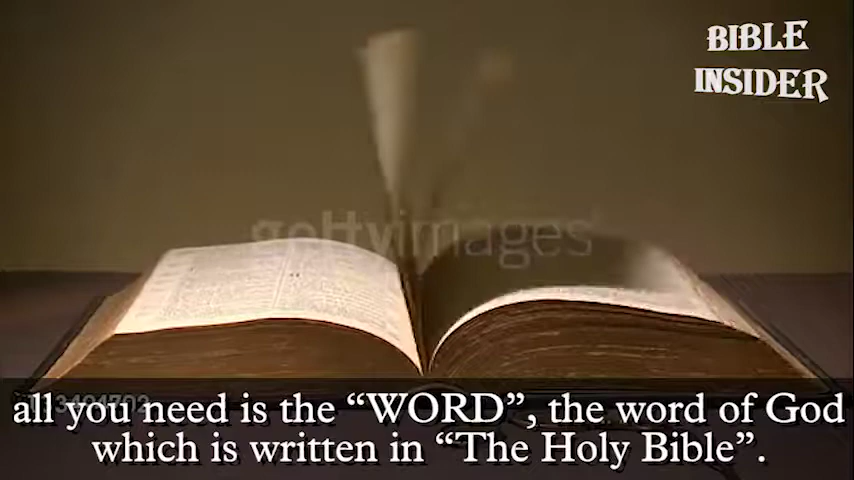 BIBLE
INSIDER
gettyimages
all you need is the “WORD”, the word of God
which is written in “The Holy Bible”.